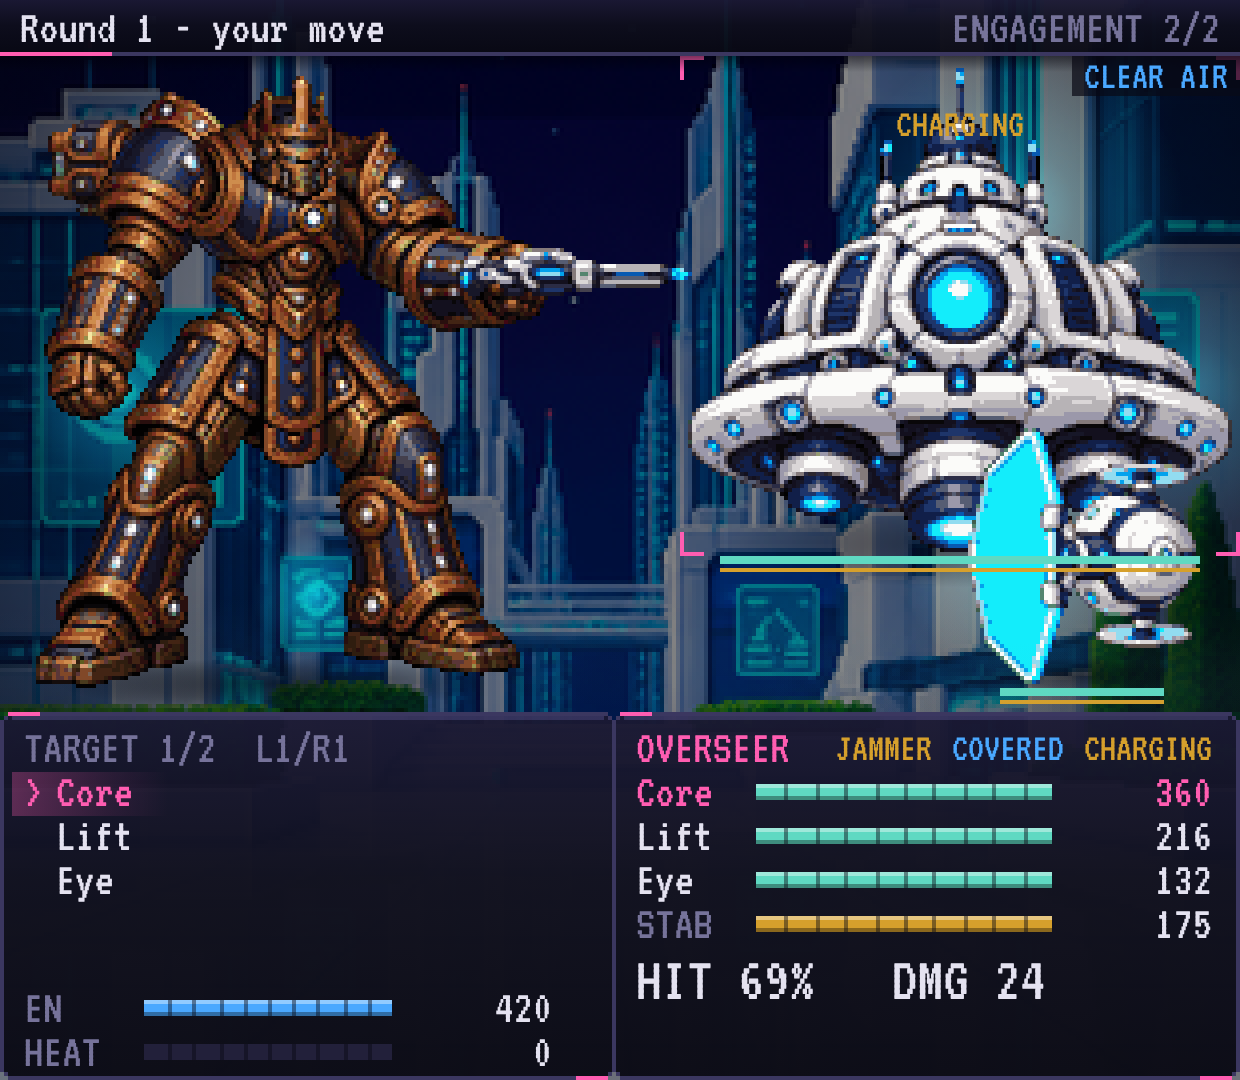 Round 1 - your move
ENGAGEMENT 2/2
CLEAR AIR
CHARGING
TARGET 1/2 L1/R1
> Core
Lift
Eye
EN 420
HEAT 0
OVERSEER JAMMER COVERED CHARGING
Core 360
Lift 216
Eye 132
STAB 175
HIT 69% DMG 24